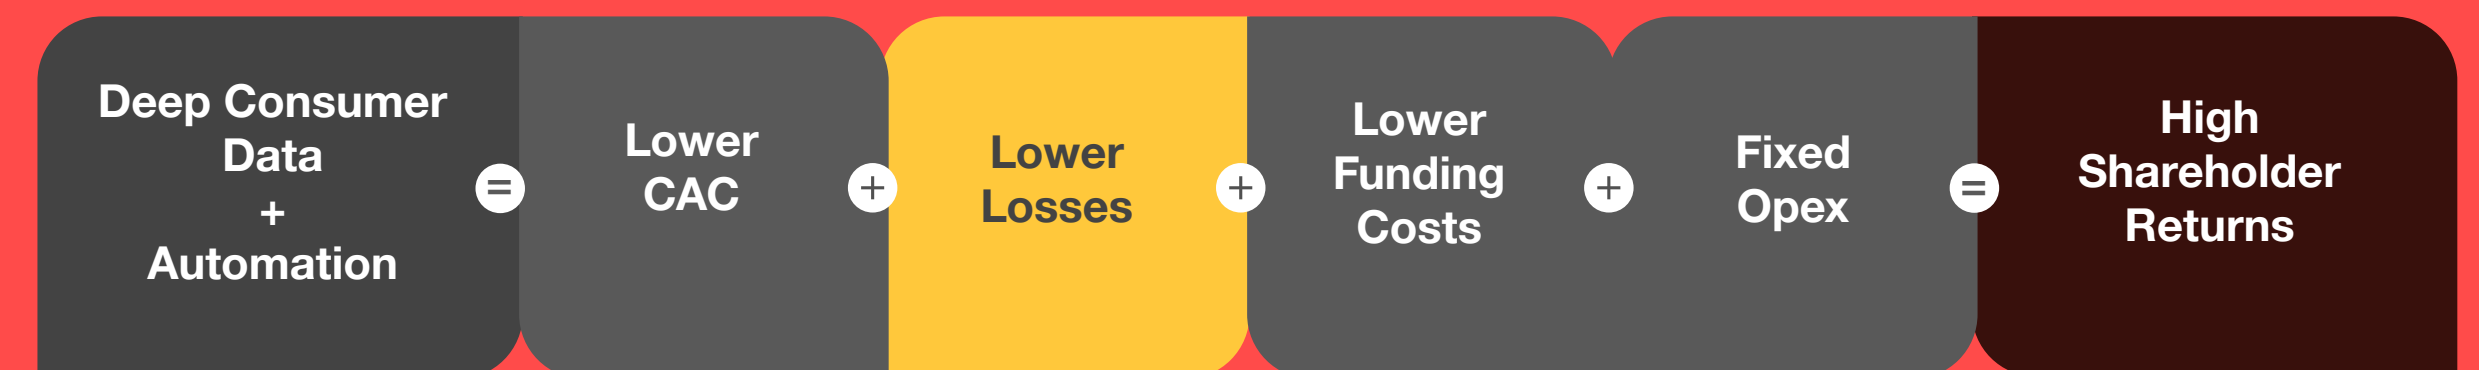 Deep Consumer
Data
+
Automation
=
Lower
CAC
+
Lower
Losses
+
Lower
Funding
Costs
+
Fixed
Opex
=
High
Shareholder
Returns